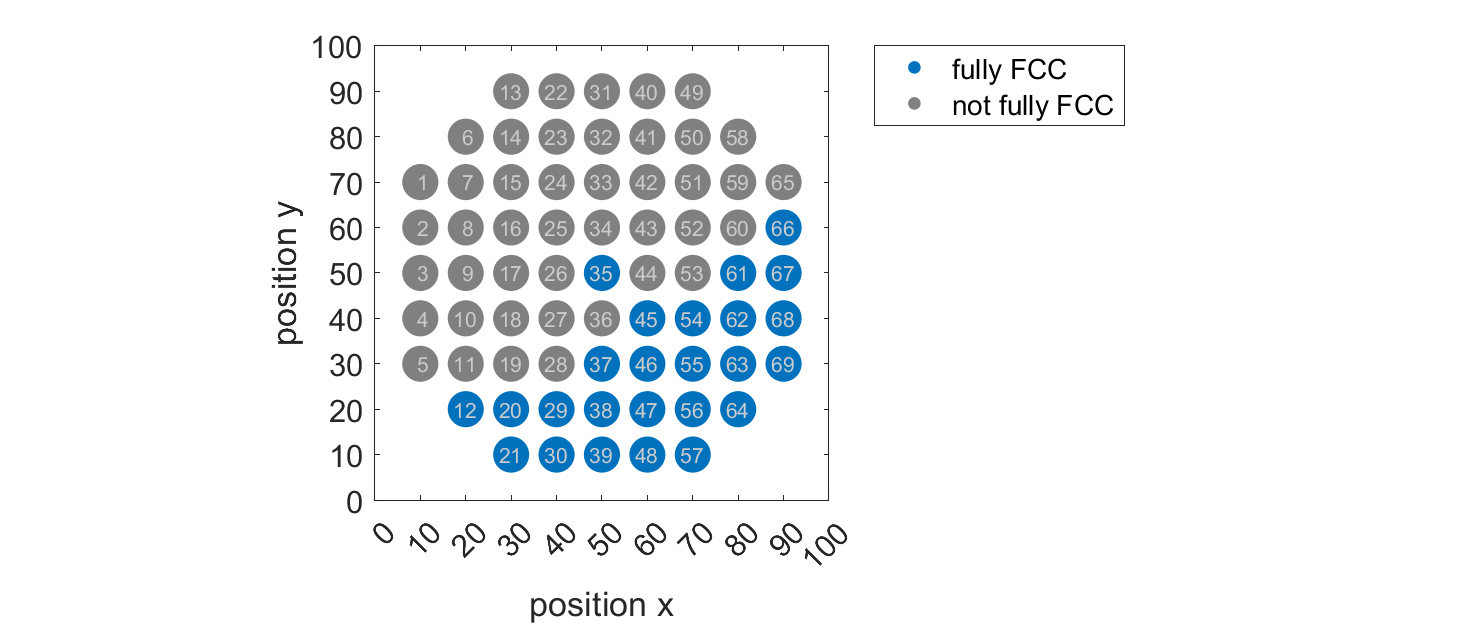 100
fully FCC
90
13 22 31 40 49
not fully FCC
80
6 14 23 32 41 50 58
70
1 7 15 24 33 42 51 59 65
60
2 8 16 25 34 43 52 60 66
50
3 9 17 26 35 44 53 61 67
40
4 10 18 27 36 45 54 62 68
30
5 11 19 28 37 46 55 63 69
20
12 20 29 38 47 56 64
10
21 30 39 48 57
0
position y
0 10 20 30 40 50 60 70 80 90 100
position x